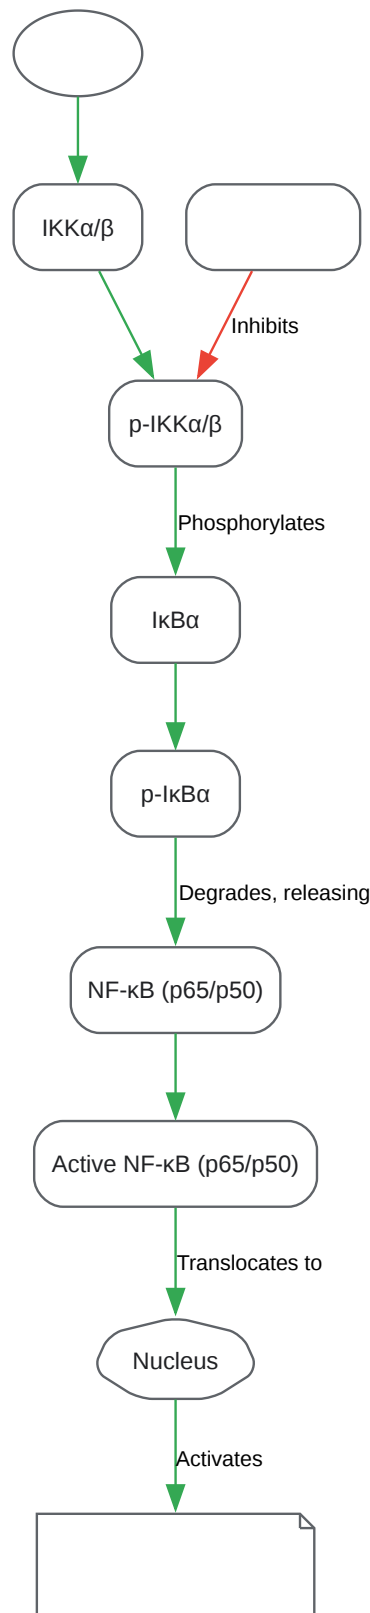 IKKα/β
Inhibits
p-IKKα/β
Phosphorylates
IκBα
p-IκBα
Degrades, releasing
NF-κB (p65/p50)
Active NF-κB (p65/p50)
Translocates to
Nucleus
Activates